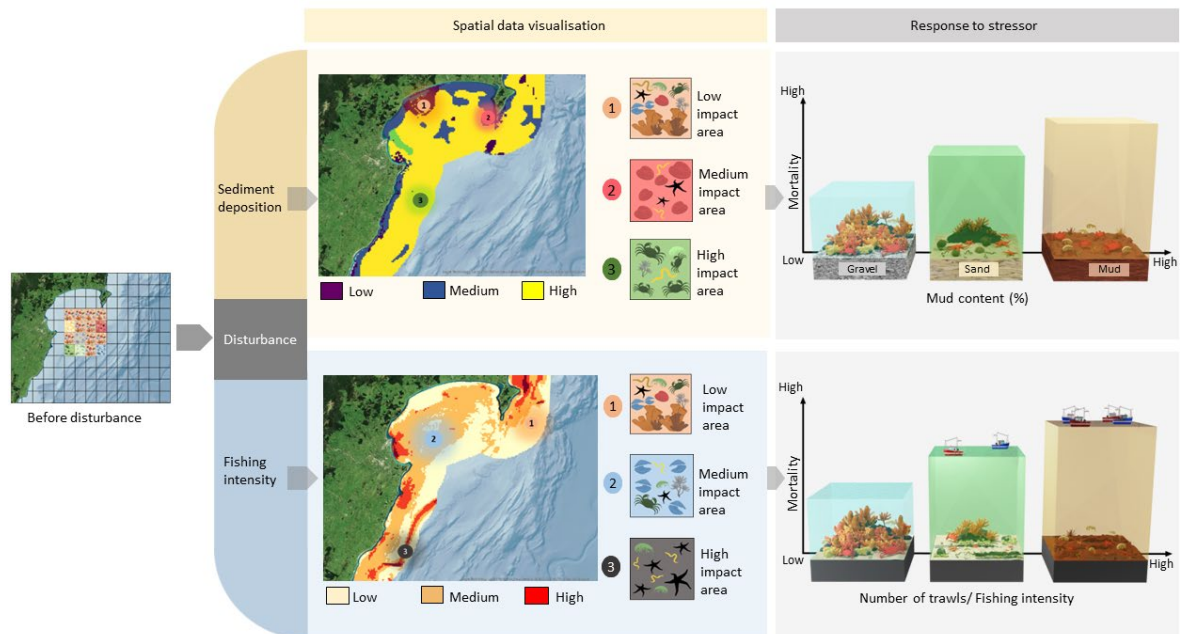 Spatial data visualisation
Response to stressor
Before disturbance
Sediment
deposition
Disturbance
Fishing
intensity
1
2
3
Low
Medium
High
1
Low
impact
area
2
Medium
impact
area
3
High
impact
area
High
Mortality
Low
Gravel
Sand
Mud
High
Mud content (%)
1
2
3
Low
Medium
High
1
Low
impact
area
2
Medium
impact
area
3
High
impact
area
High
Mortality
Low
High
Number of trawls/ Fishing intensity